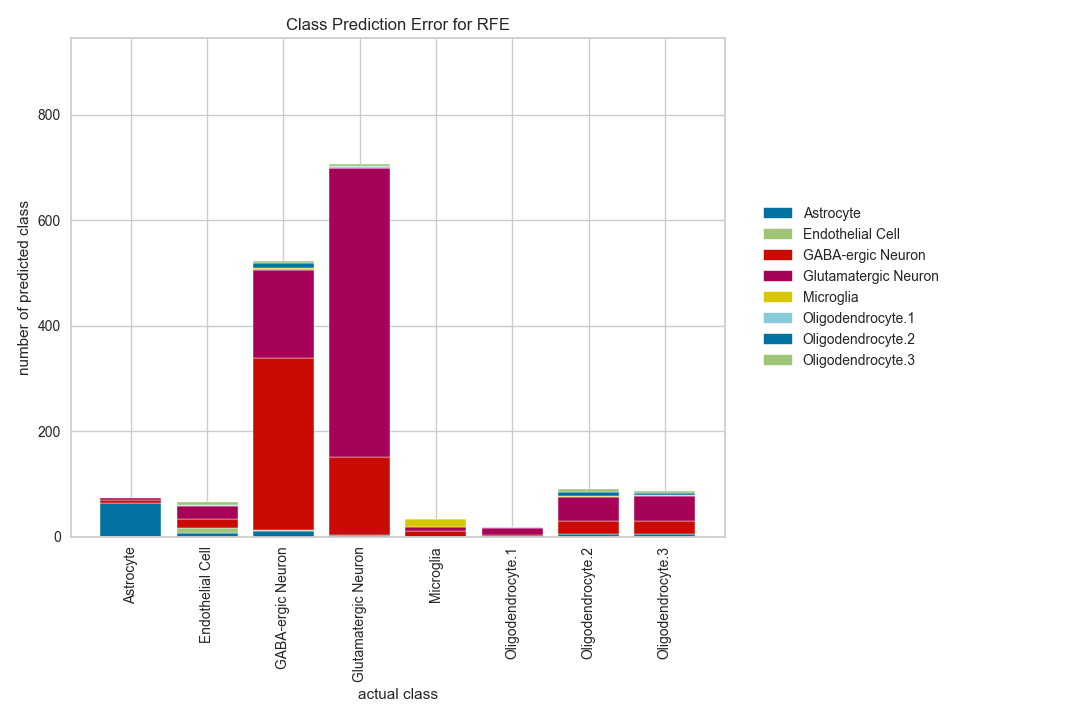 Class Prediction Error for RFE
number of predicted class
800
600
400
200
0
Astrocyte
Endothelial Cell
GABA-ergic Neuron
Glutamatergic Neuron
Microglia
Oligodendrocyte.1
Oligodendrocyte.2
Oligodendrocyte.3
actual class
Astrocyte
Endothelial Cell
GABA-ergic Neuron
Glutamatergic Neuron
Microglia
Oligodendrocyte.1
Oligodendrocyte.2
Oligodendrocyte.3